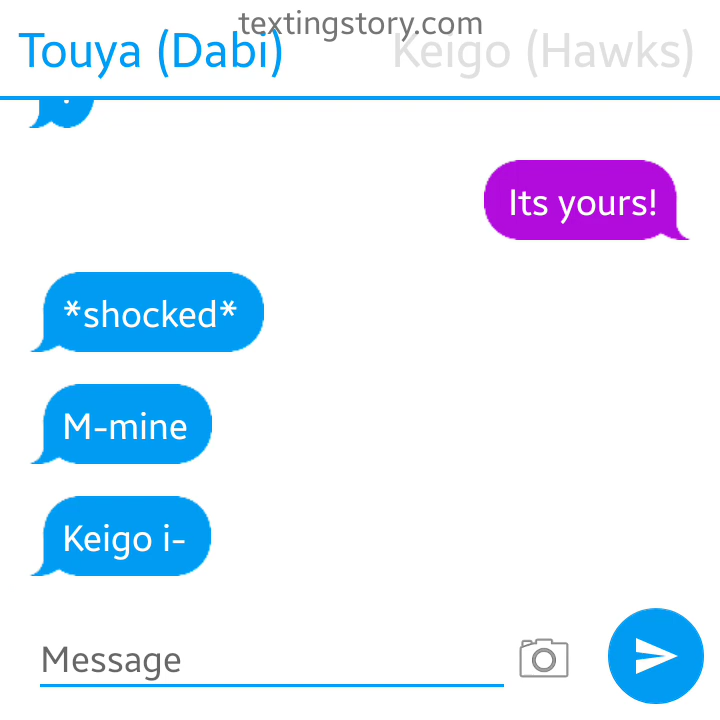 textingstory.com
Touya (Dabi) Keigo (Hawks)
Its yours!
*shocked*
M-mine
Keigo i-
Message